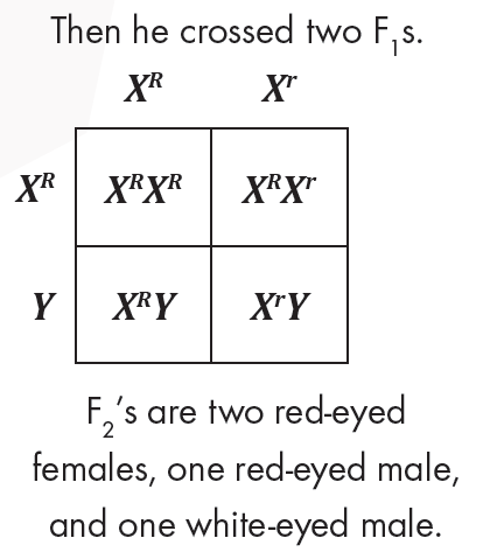 Then he crossed two F₁s.
Xᴿ Xʳ
Xᴿ XᴿXᴿ XᴿXʳ
Y XᴿY XʳY
F₂’s are two red-eyed
females, one red-eyed male,
and one white-eyed male.